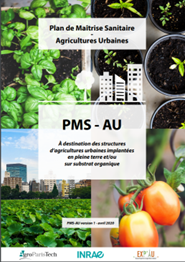 Plan de Maitrise Sanitaire
Agricultures Urbaines
PMS - AU
À destination des structures
d'agricultures urbaines implantées
en pleine terre et/ou
sur substrat organique
PMS-AU version 1 - avril 2020
AgroParisTech
INRAE